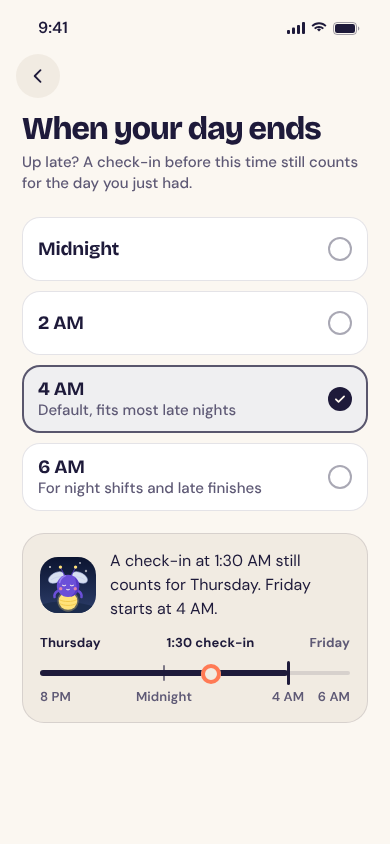 9:41
When your day ends
Up late? A check-in before this time still counts
for the day you just had.
Midnight
2 AM
4 AM
Default, fits most late nights
6 AM
For night shifts and late finishes
A check-in at 1:30 AM still
counts for Thursday. Friday
starts at 4 AM.
Thursday 1:30 check-in Friday
8 PM Midnight 4 AM 6 AM